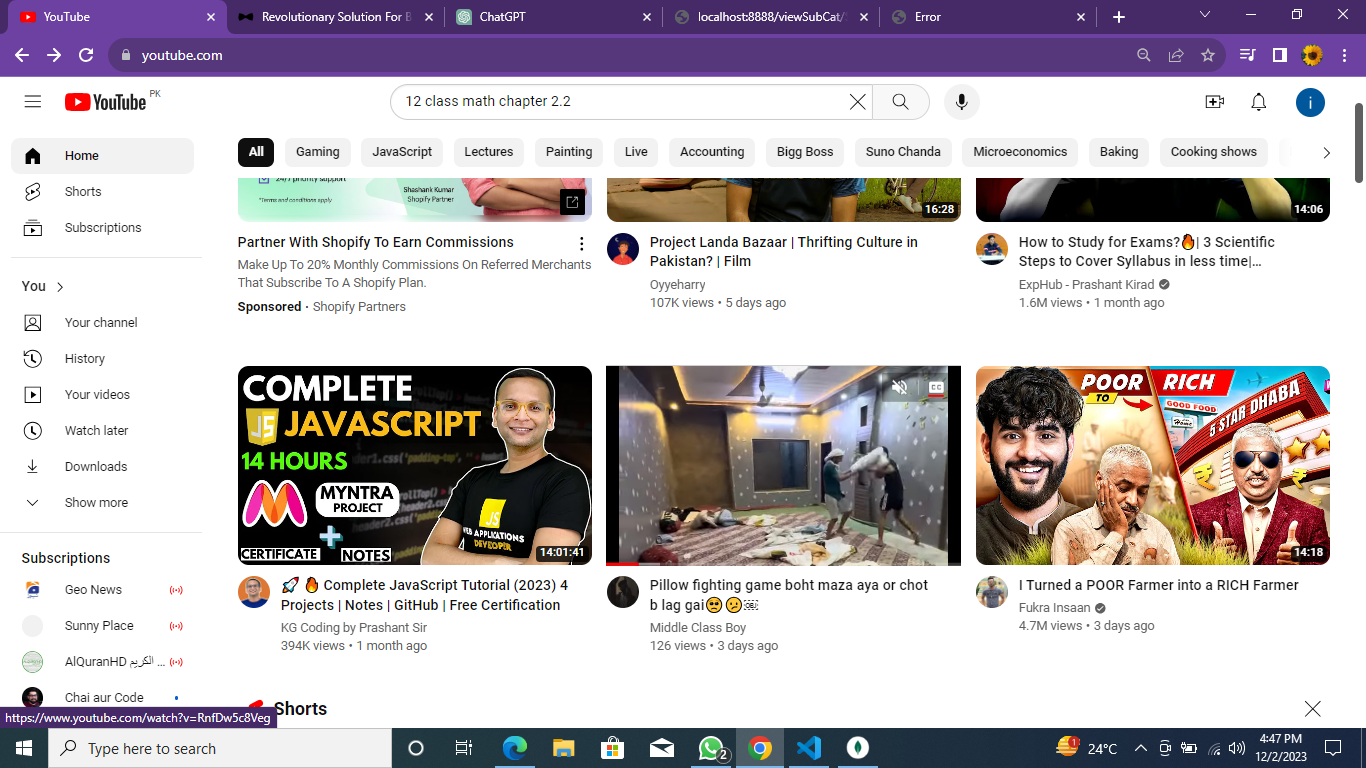 YouTube
Revolutionary Solution For B
ChatGPT
localhost:8888/viewSubCat/
Error
youtube.com
YouTube PK
12 class math chapter 2.2
i
Home
Shorts
Subscriptions
You
Your channel
History
Your videos
Watch later
Downloads
Show more
Subscriptions
Geo News
Sunny Place
AlQuranHD الكريم ...
Chai aur Code
All
Gaming
JavaScript
Lectures
Painting
Live
Accounting
Bigg Boss
Suno Chanda
Microeconomics
Baking
Cooking shows
24/7 priority support
*Terms and conditions apply.
Shashank Kumar
Shopify Partner
16:28
14:06
Partner With Shopify To Earn Commissions
Make Up To 20% Monthly Commissions On Referred Merchants
That Subscribe To A Shopify Plan.
Sponsored · Shopify Partners
Project Landa Bazaar | Thrifting Culture in
Pakistan? | Film
Oyyeharry
107K views • 5 days ago
How to Study for Exams?🔥| 3 Scientific
Steps to Cover Syllabus in less time|...
ExpHub - Prashant Kirad
1.6M views • 1 month ago
COMPLETE
JS JAVASCRIPT
14 HOURS
MYNTRA
PROJECT
CERTIFICATE
NOTES
JS
WEB APPLICATIONS
DEVELOPER
14:01:41
CC
POOR
TO
RICH
GOOD FOOD
Home
5 STAR DHABA
₹
₹
14:18
🚀🔥 Complete JavaScript Tutorial (2023) 4
Projects | Notes | GitHub | Free Certification
KG Coding by Prashant Sir
394K views • 1 month ago
Pillow fighting game boht maza aya or chot
b lag gai🥺😕￼
Middle Class Boy
126 views • 3 days ago
I Turned a POOR Farmer into a RICH Farmer
Fukra Insaan
4.7M views • 3 days ago
Shorts
https://www.youtube.com/watch?v=RnfDw5c8Veg
Type here to search
2
1
24°C
4:47 PM
12/2/2023